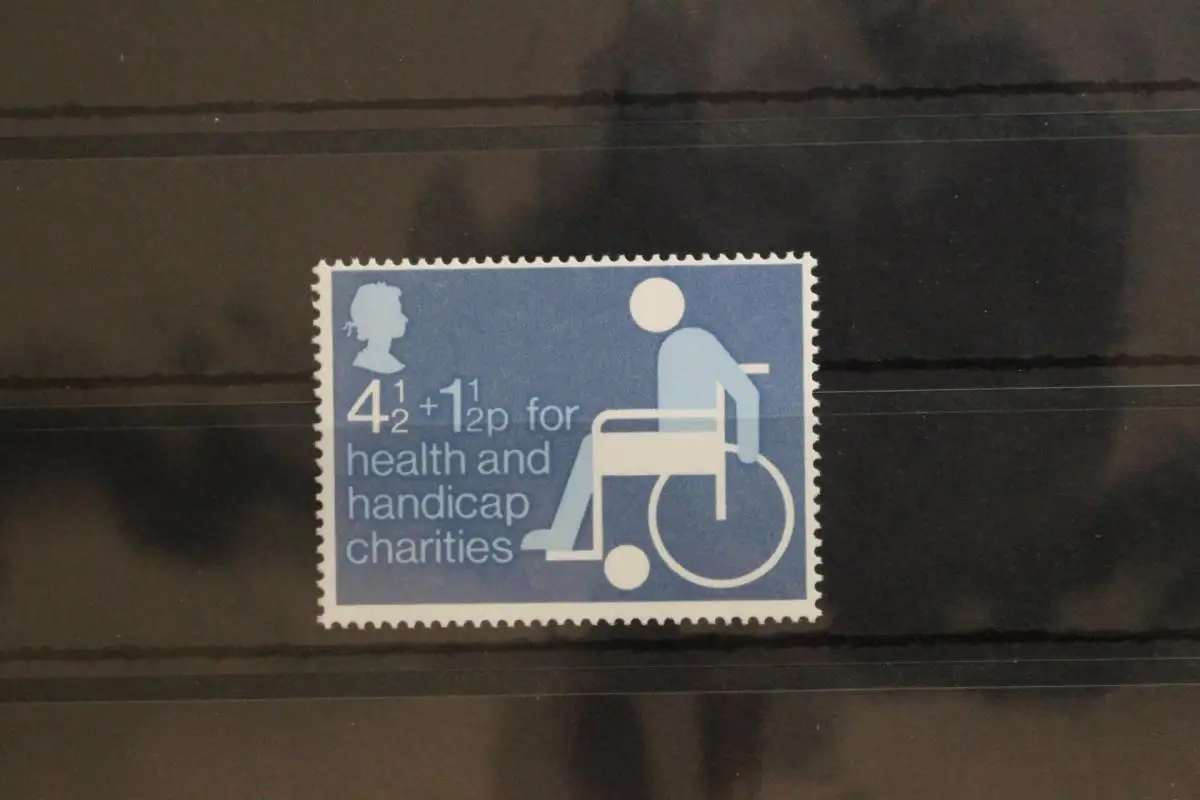 4½ + 1½p for
health and
handicap
charities